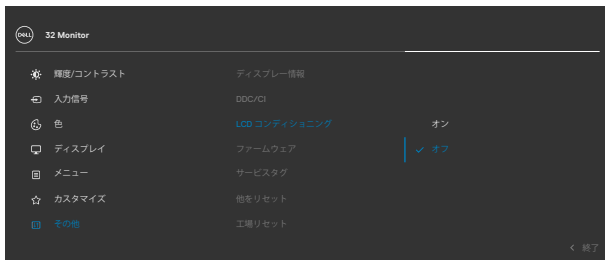 DELL 32 Monitor
輝度/コントラスト ディスプレー情報
入力信号 DDC/CI
色 LCD コンディショニング オン
ディスプレイ ファームウェア オフ
メニュー サービスタグ
カスタマイズ 他をリセット
その他 工場リセット
終了